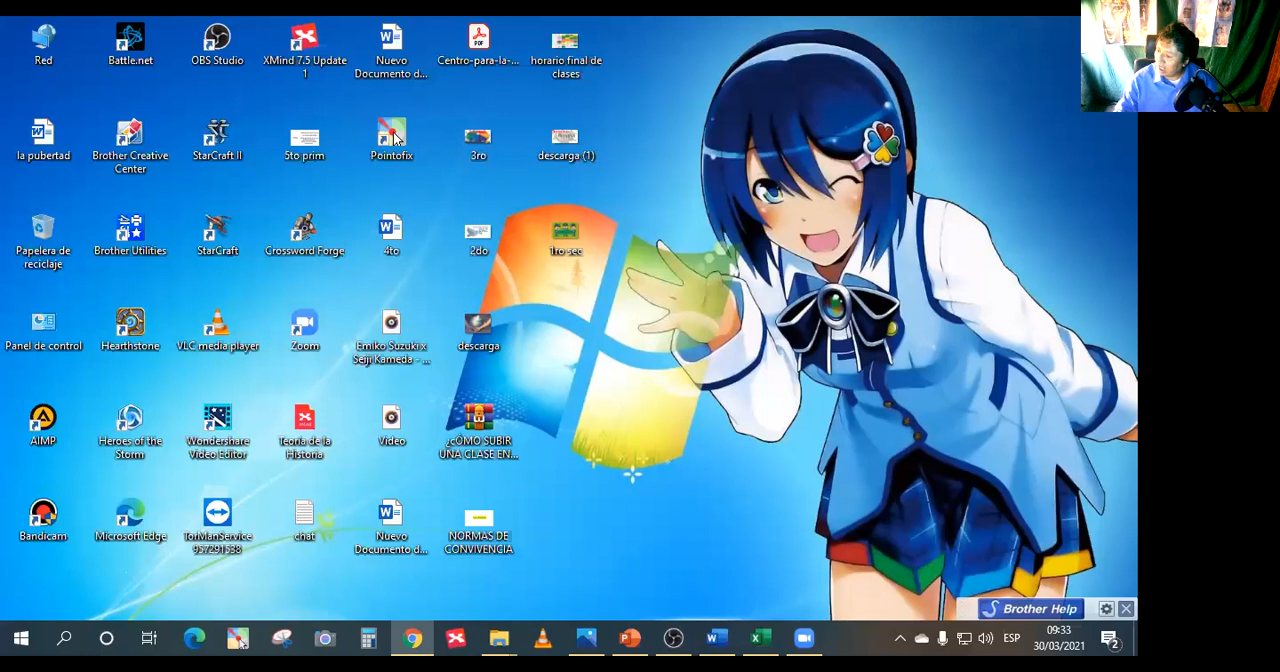 Red
Battle.net
OBS Studio
XMind 7.5 Update
1
Nuevo
Documento d...
Centro-para-la-...
horario final de
clases
la pubertad
Brother Creative
Center
StarCraft II
5to prim
Pointofix
3ro
descarga (1)
Papelera de
reciclaje
Brother Utilities
StarCraft
Crossword Forge
4to
2do
1ro sec
Panel de control
Hearthstone
VLC media player
Zoom
Emiko Suzuki x
Seiji Kameda - ...
descarga
AIMP
Heroes of the
Storm
Wondershare
Video Editor
Teoria de la
Historia
Video
¿CÓMO SUBIR
UNA CLASE EN...
Bandicam
Microsoft Edge
TorManService
957291538
chat
Nuevo
Documento d...
NORMAS DE
CONVIVENCIA
Brother Help
ESP
09:33
30/03/2021
2